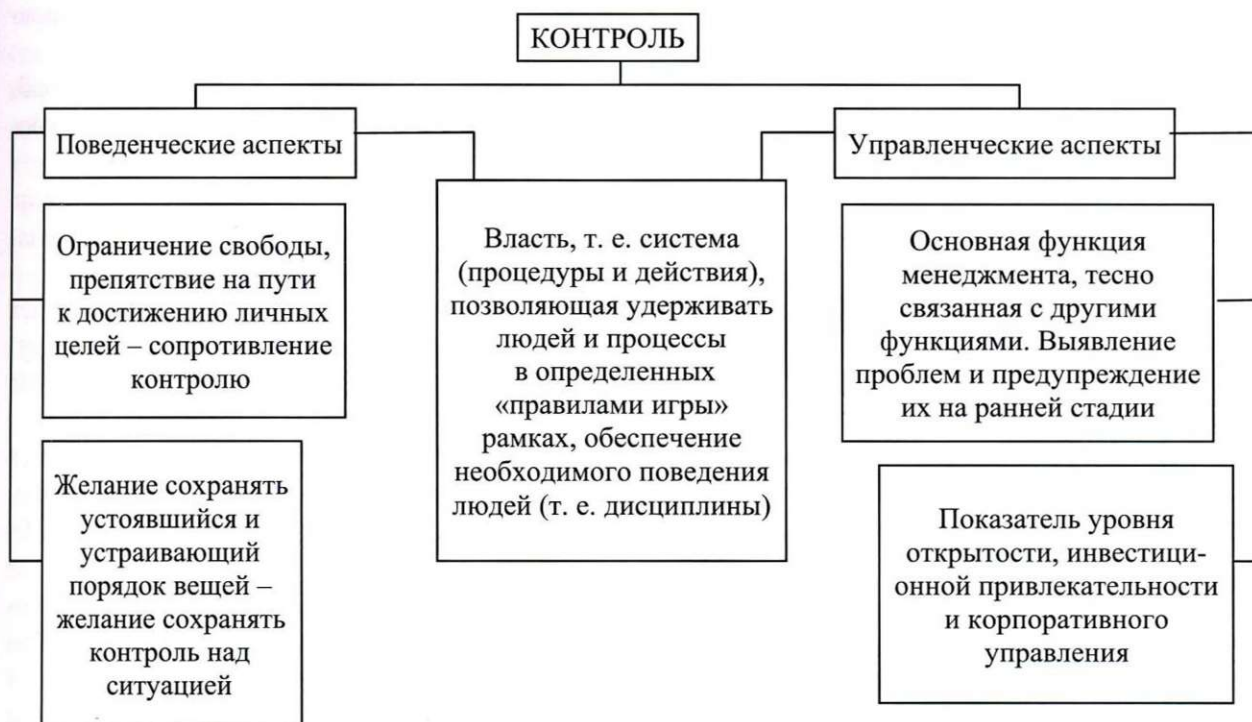 КОНТРОЛЬ
Поведенческие аспекты
Управленческие аспекты
Ограничение свободы,
препятствие на пути
к достижению личных
целей – сопротивление
контролю
Желание сохранять
устоявшийся и
устраивающий
порядок вещей –
желание сохранять
контроль над
ситуацией
Власть, т. е. система
(процедуры и действия),
позволяющая удерживать
людей и процессы
в определенных
«правилами игры»
рамках, обеспечение
необходимого поведения
людей (т. е. дисциплины)
Основная функция
менеджмента, тесно
связанная с другими
функциями. Выявление
проблем и предупреждение
их на ранней стадии
Показатель уровня
открытости, инвестици-
онной привлекательности
и корпоративного
управления